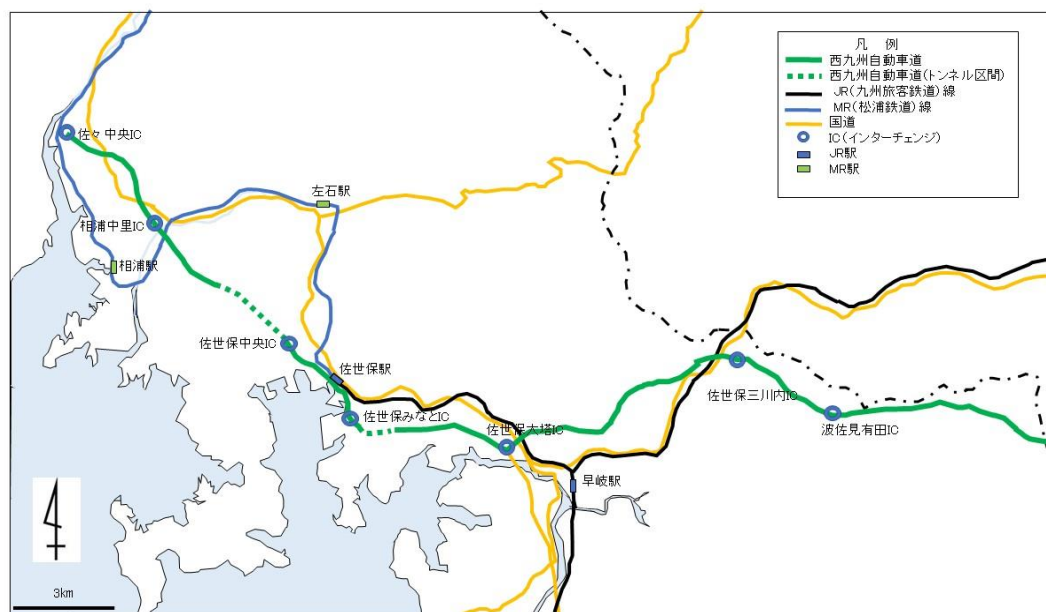 凡 例
西九州自動車道
西九州自動車道(トンネル区間)
JR(九州旅客鉄道)線
MR(松浦鉄道)線
国道
IC(インターチェンジ)
JR駅
MR駅
佐々中央IC
左石駅
相浦中里IC
相浦駅
佐世保中央IC
佐世保駅
佐世保三川内IC
佐世保みなとIC
佐世保大塔IC
波佐見有田IC
早岐駅
3km